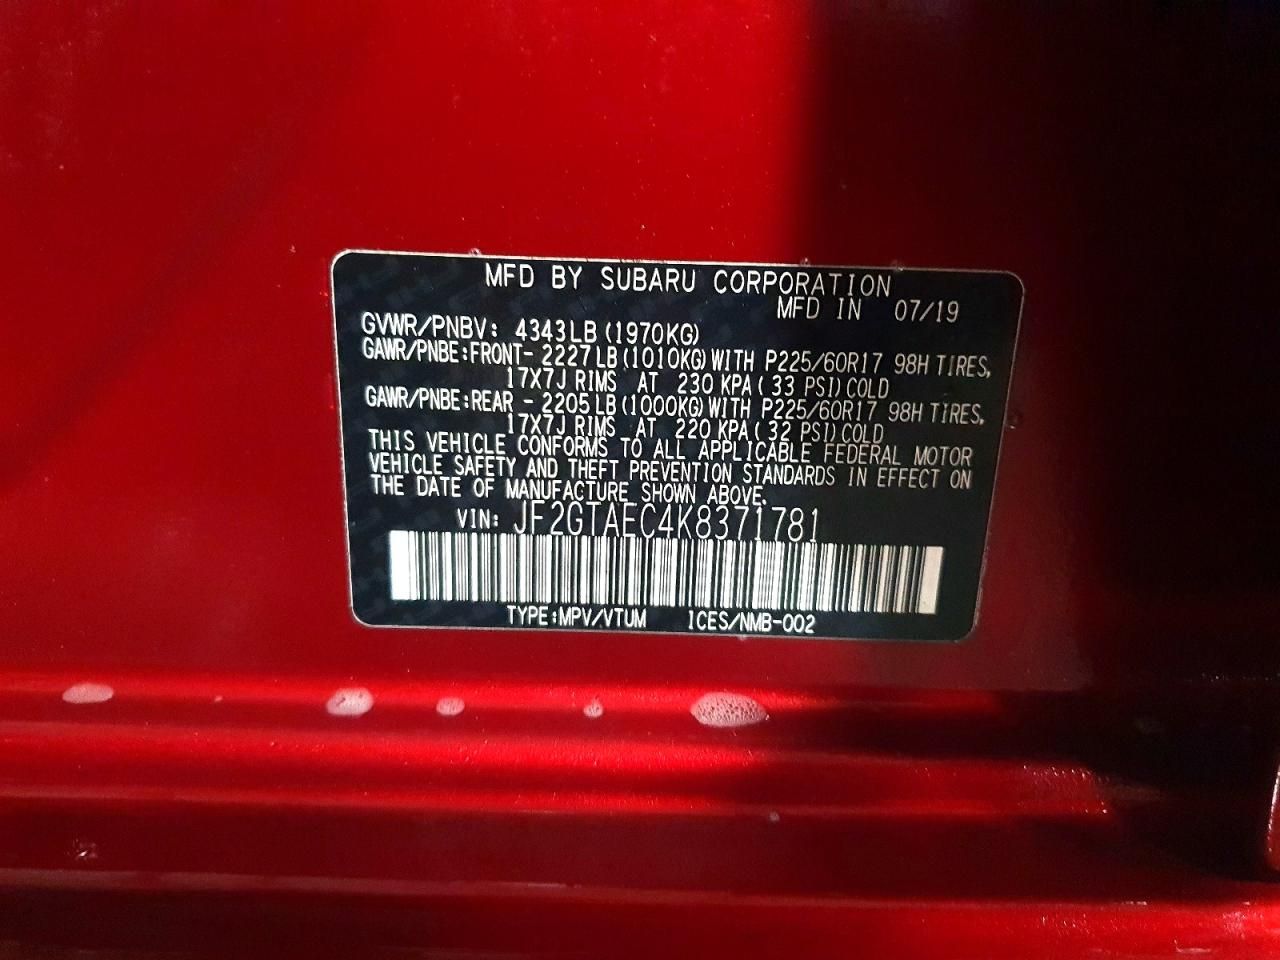 MFD BY SUBARU CORPORATION
MFD IN 07/19
GVWR/PNBV: 4343LB (1970KG)
GAWR/PNBE:FRONT- 2227LB (1010KG) WITH P225/60R17 98H TIRES,
17X7J RIMS AT 230 KPA( 33 PSI) COLD
GAWR/PNBE:REAR - 2205LB (1000KG) WITH P225/60R17 98H TIRES,
17X7J RIMS AT 220 KPA( 32 PSI) COLD
THIS VEHICLE CONFORMS TO ALL APPLICABLE FEDERAL MOTOR
VEHICLE SAFETY AND THEFT PREVENTION STANDARDS IN EFFECT ON
THE DATE OF MANUFACTURE SHOWN ABOVE.
VIN: JF2GTAEC4K8371781
TYPE:MPV/VTUM ICES/NMB-002